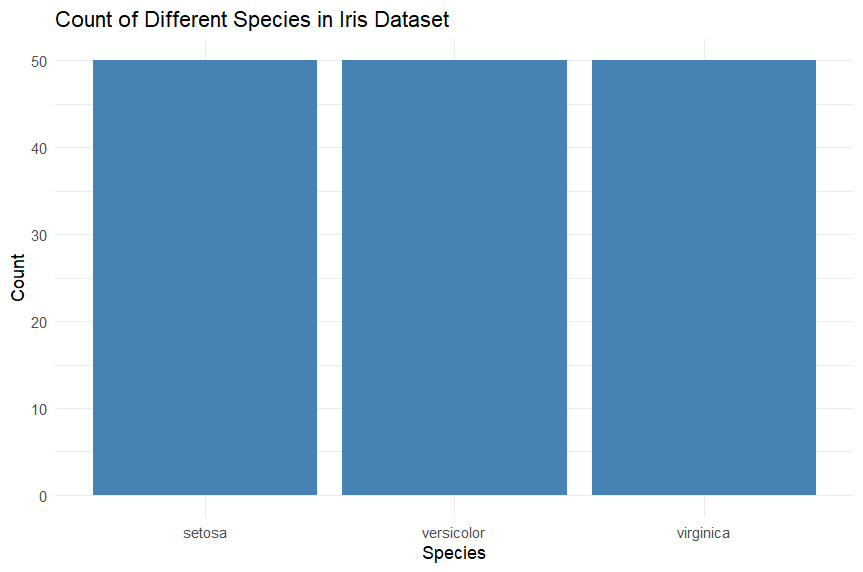 Count of Different Species in Iris Dataset
50
40
30
20
10
0
Count
setosa
versicolor
virginica
Species